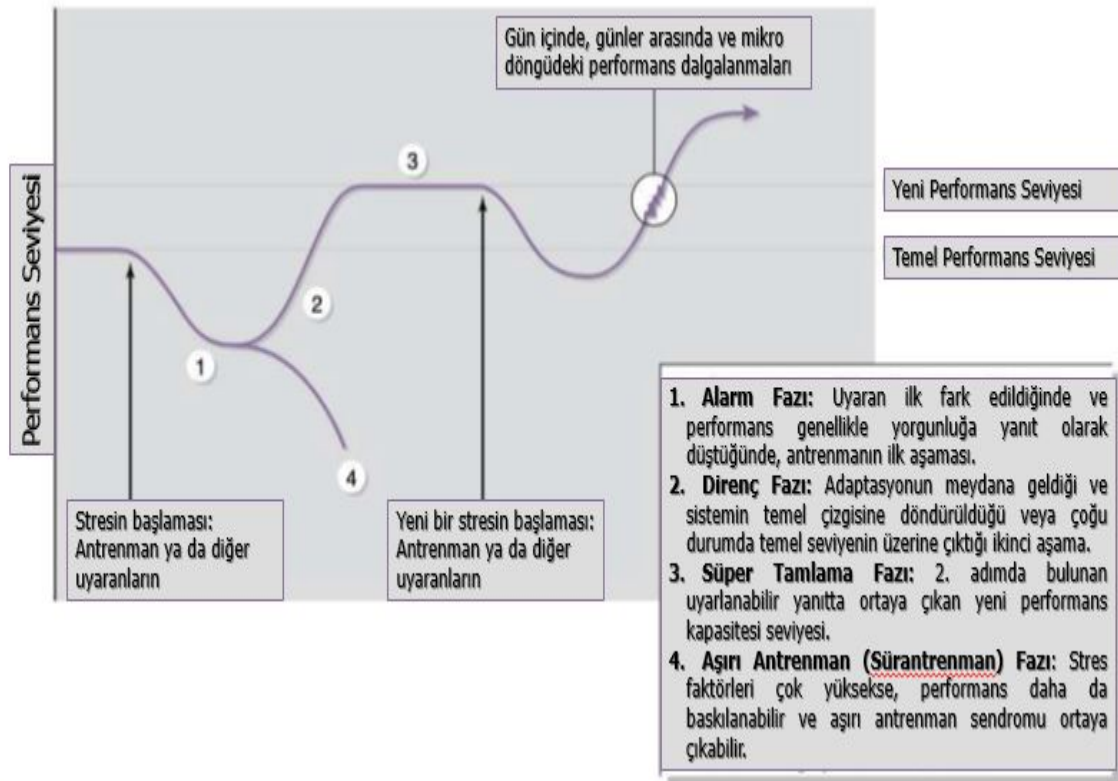 Gün içinde, günler arasında ve mikro
döngüdeki performans dalgalanmaları
3
Yeni Performans Seviyesi
Temel Performans Seviyesi
Performans Seviyesi
2
1
4
Stresin başlaması:
Antrenman ya da diğer
uyaranların
Yeni bir stresin başlaması:
Antrenman ya da diğer
uyaranların
1. Alarm Fazı: Uyaran ilk fark edildiğinde ve
performans genellikle yorgunluğa yanıt olarak
düştüğünde, antrenmanın ilk aşaması.
2. Direnç Fazı: Adaptasyonun meydana geldiği ve
sistemin temel çizgisine döndürüldüğü veya çoğu
durumda temel seviyenin üzerine çıktığı ikinci aşama.
3. Süper Tamlama Fazı: 2. adımda bulunan
uyarlanabilir yanıtta ortaya çıkan yeni performans
kapasitesi seviyesi.
4. Aşırı Antrenman (Sürantrenman) Fazı: Stres
faktörleri çok yüksekse, performans daha da
baskılanabilir ve aşırı antrenman sendromu ortaya
çıkabilir.